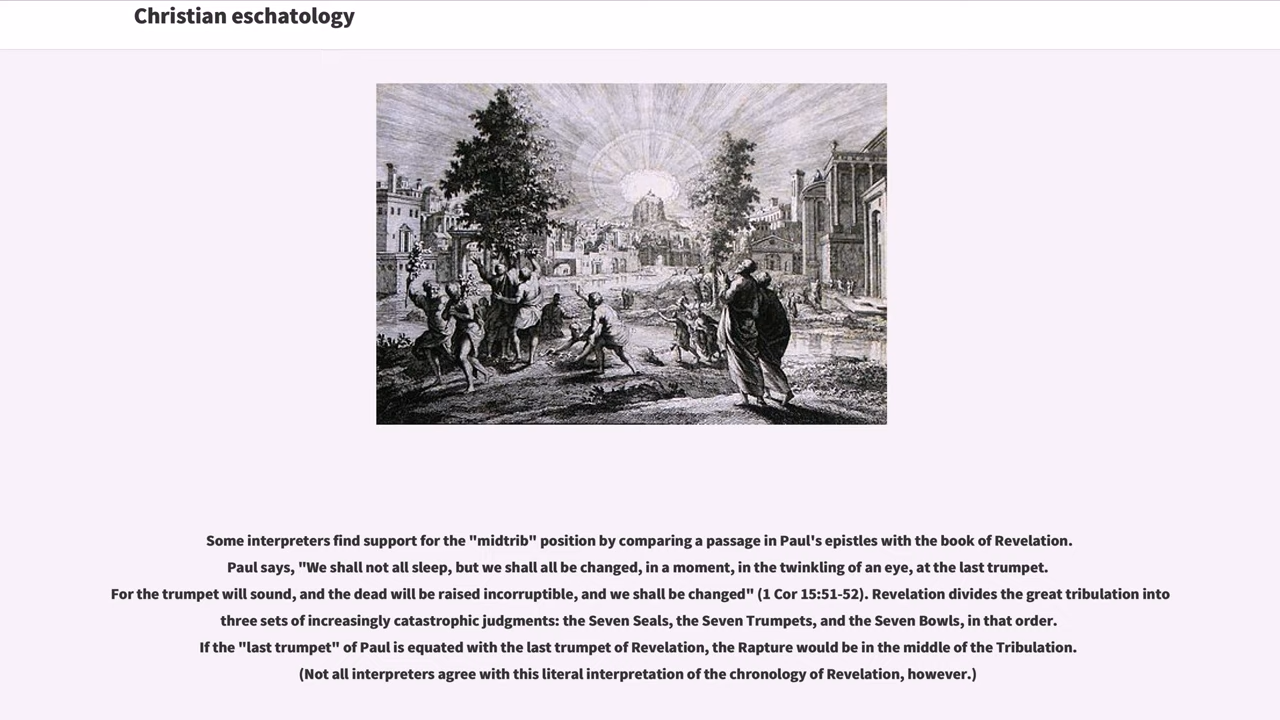 Christian eschatology
Some interpreters find support for the "midtrib" position by comparing a passage in Paul's epistles with the book of Revelation.
Paul says, "We shall not all sleep, but we shall all be changed, in a moment, in the twinkling of an eye, at the last trumpet.
For the trumpet will sound, and the dead will be raised incorruptible, and we shall be changed" (1 Cor 15:51-52). Revelation divides the great tribulation into
three sets of increasingly catastrophic judgments: the Seven Seals, the Seven Trumpets, and the Seven Bowls, in that order.
If the "last trumpet" of Paul is equated with the last trumpet of Revelation, the Rapture would be in the middle of the Tribulation.
(Not all interpreters agree with this literal interpretation of the chronology of Revelation, however.)